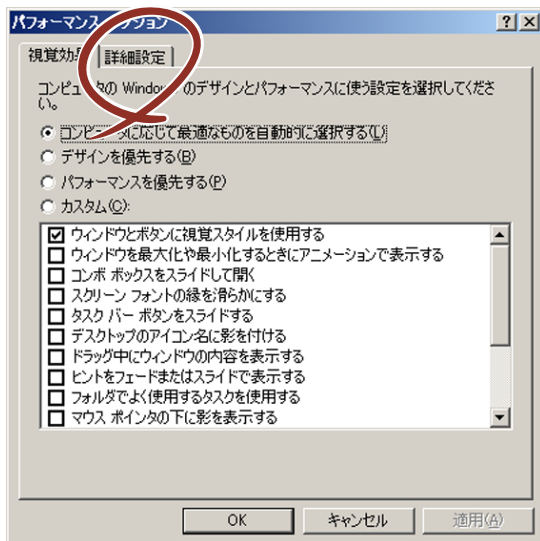 パフォーマンス オプション
視覚効果
詳細設定
コンピュータの Windows のデザインとパフォーマンスに使う設定を選択してくださ
い。
コンピュータに応じて最適なものを自動的に選択する(L)
デザインを優先する(B)
パフォーマンスを優先する(P)
カスタム(C):
ウィンドウとボタンに視覚スタイルを使用する
ウィンドウを最大化や最小化するときにアニメーションで表示する
コンボ ボックスをスライドして開く
スクリーン フォントの縁を滑らかにする
タスク バー ボタンをスライドする
デスクトップのアイコン名に影を付ける
ドラッグ中にウィンドウの内容を表示する
ヒントをフェードまたはスライドで表示する
フォルダでよく使用するタスクを使用する
マウス ポインタの下に影を表示する
OK
キャンセル
適用(A)